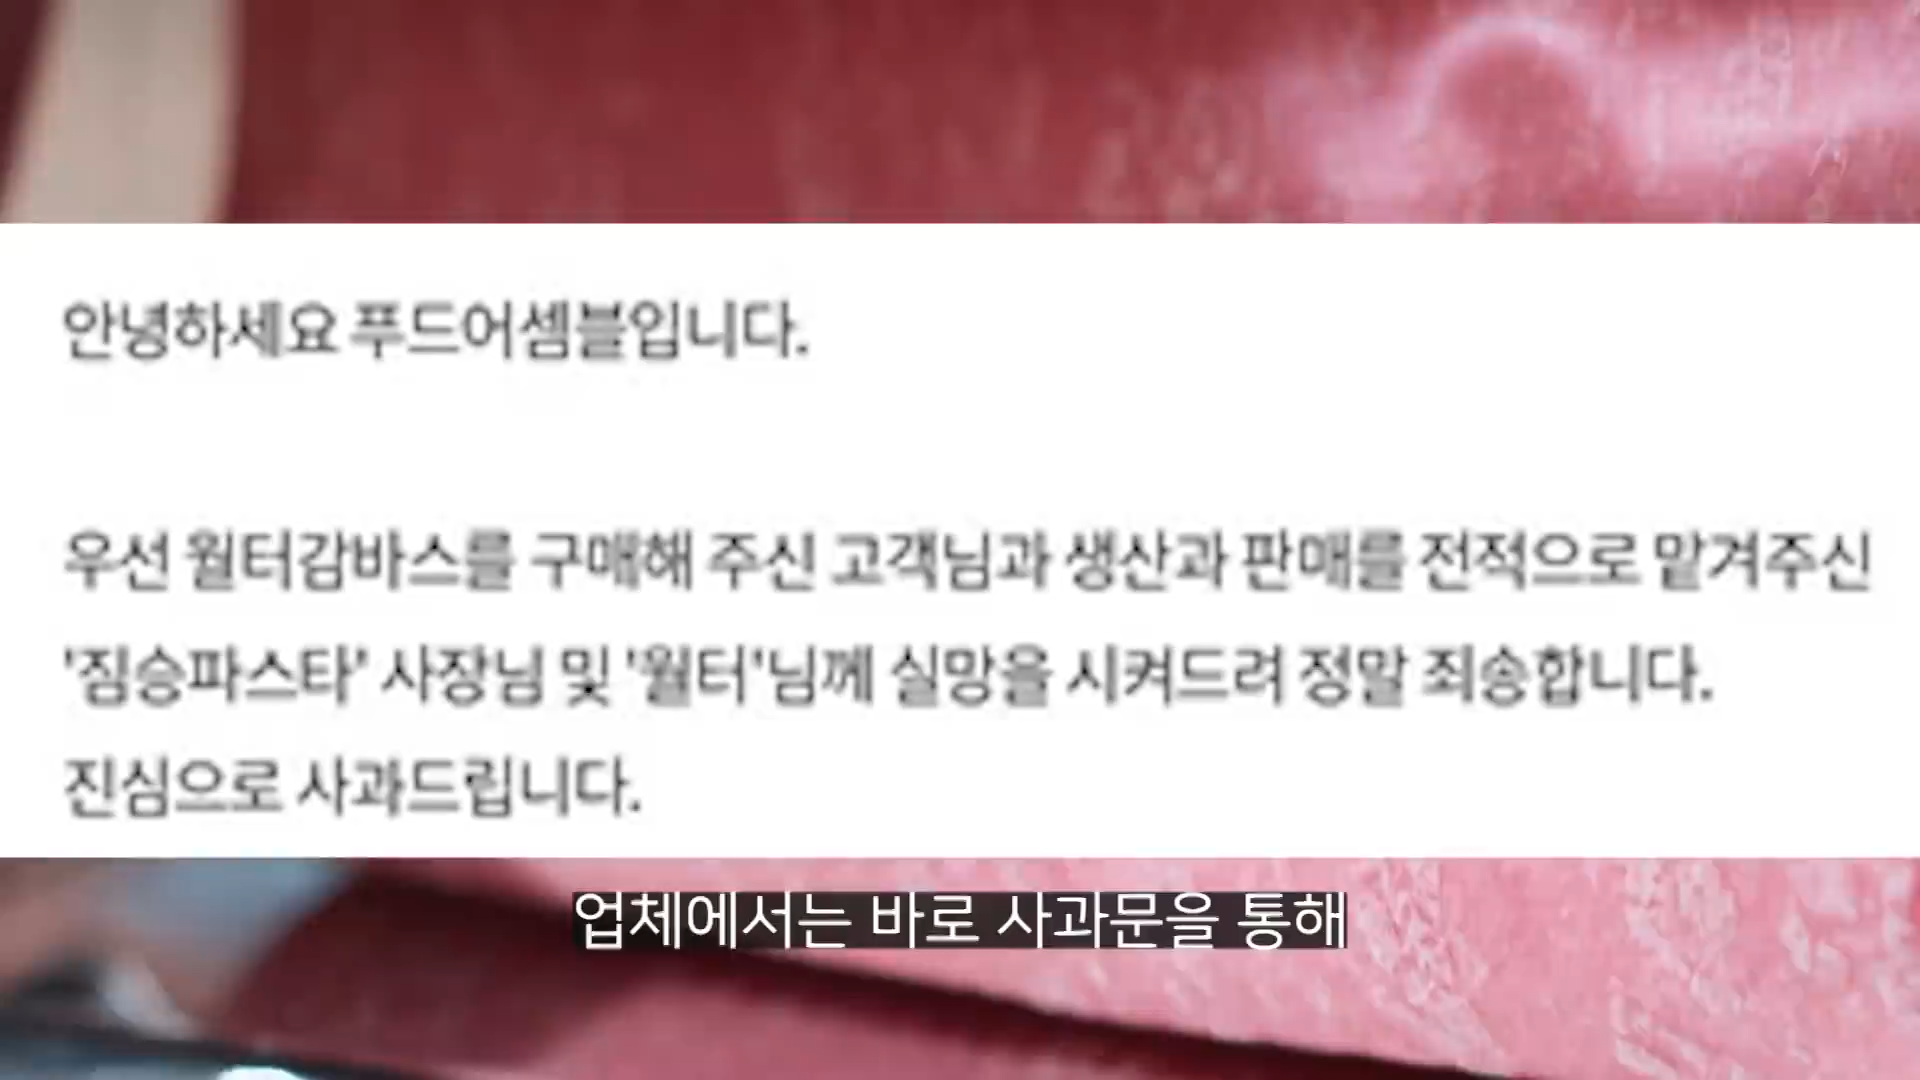 안녕하세요 푸드어셈블입니다.
우선 월터감바스를 구매해 주신 고객님과 생산과 판매를 전적으로 맡겨주신
'짐승파스타' 사장님 및 '월터'님께 실망을 시켜드려 정말 죄송합니다.
진심으로 사과드립니다.
업체에서는 바로 사과문을 통해